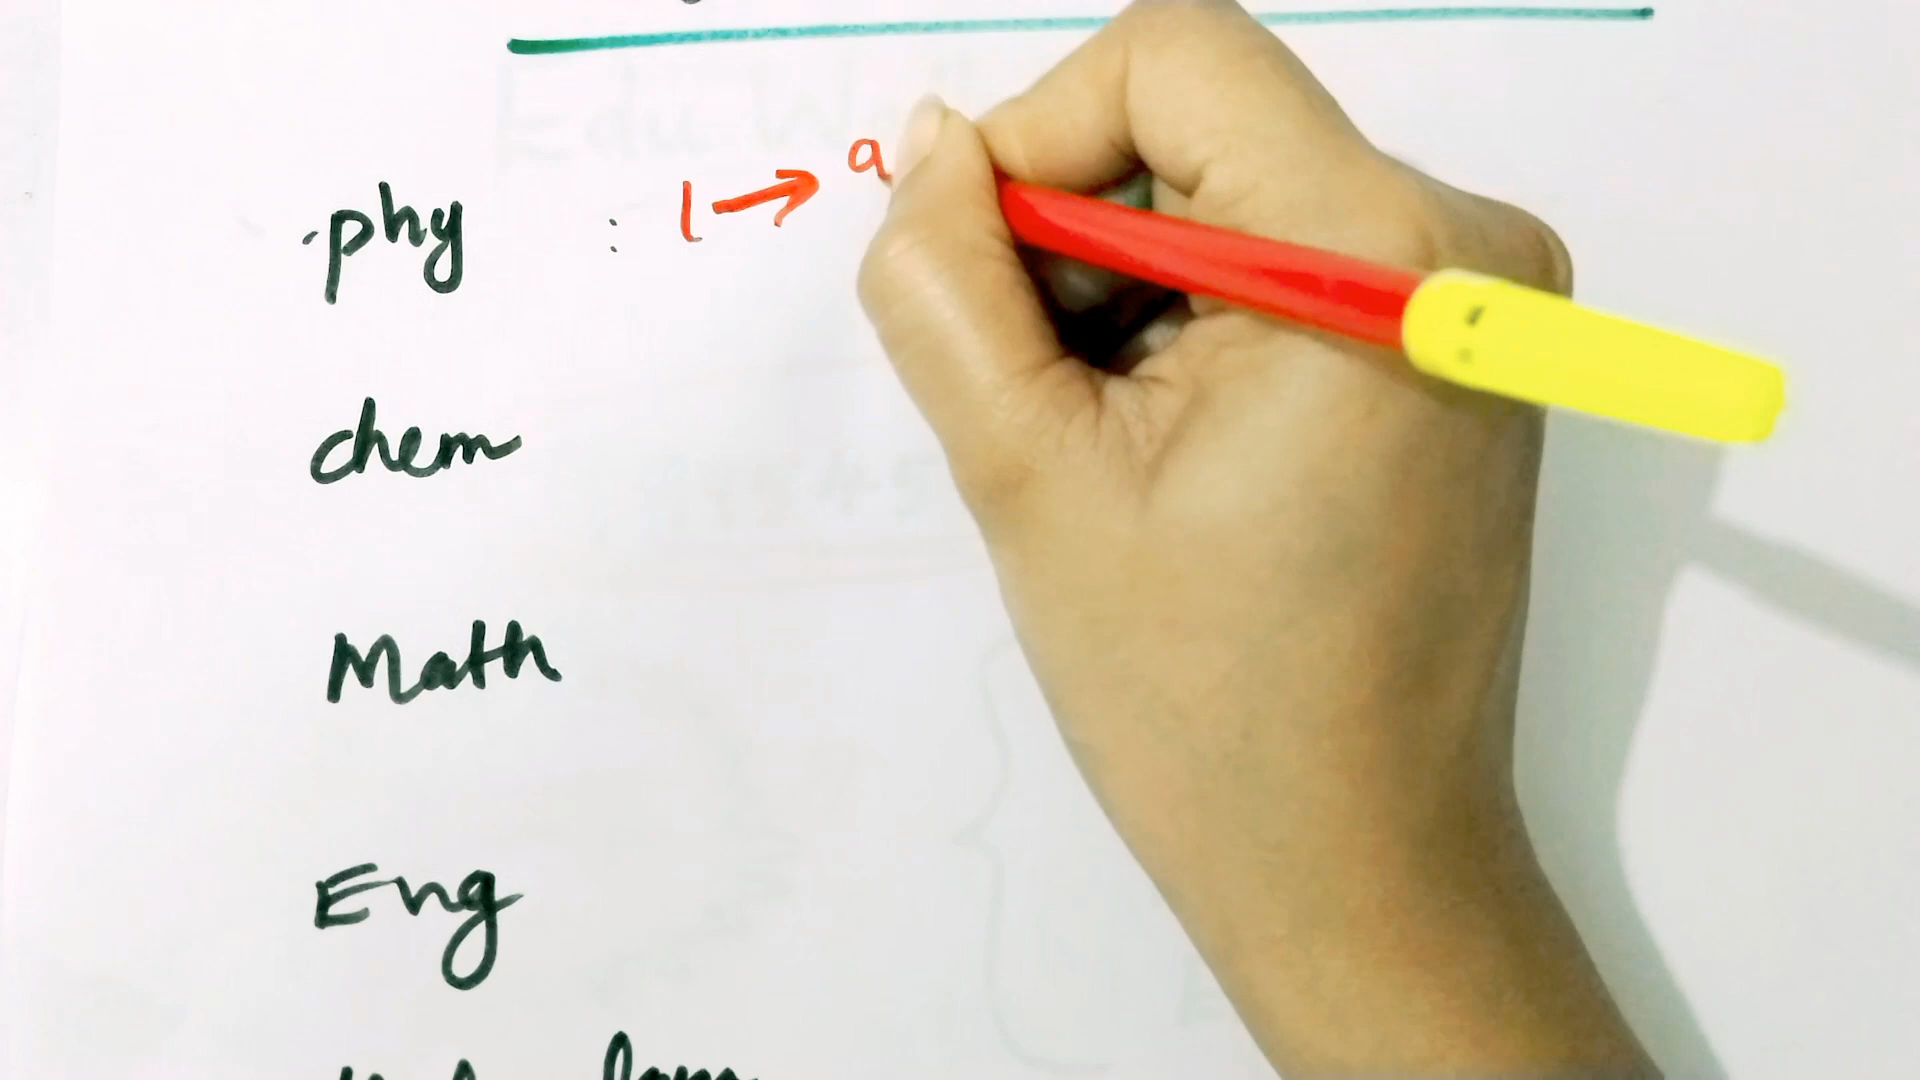 phy : 1 → a
chem
Math
Eng